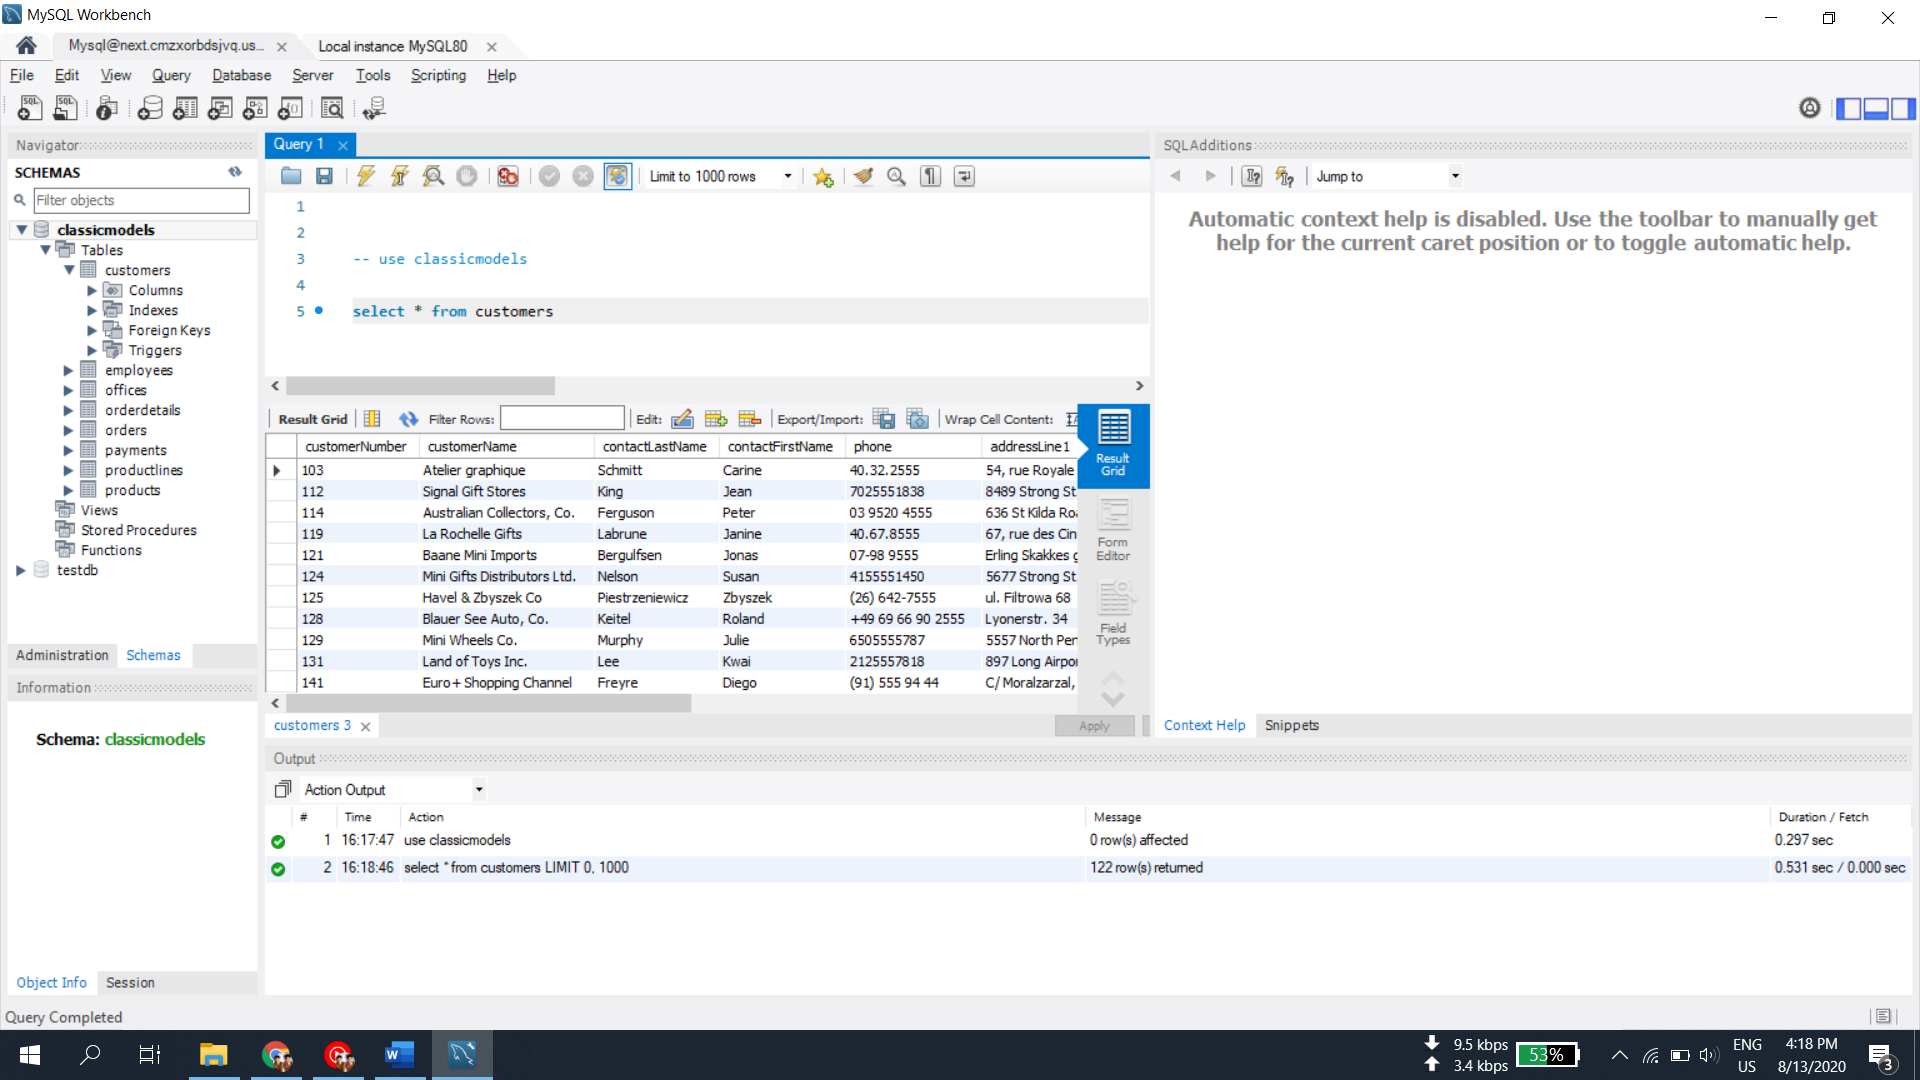 MySQL Workbench
Mysql@next.cmzxorbdsjvq.us...
Local instance MySQL80
File Edit View Query Database Server Tools Scripting Help
Navigator
SCHEMAS
Filter objects
classicmodels
Tables
customers
Columns
Indexes
Foreign Keys
Triggers
employees
offices
orderdetails
orders
payments
productlines
products
Views
Stored Procedures
Functions
testdb
Administration Schemas
Information
Schema: classicmodels
Object Info Session
Query 1
Limit to 1000 rows
1
2
3 -- use classicmodels
4
5 select * from customers
Result Grid Filter Rows: Edit: Export/Import: Wrap Cell Content:
customerNumber customerName contactLastName contactFirstName phone addressLine1
103 Atelier graphique Schmitt Carine 40.32.2555 54, rue Royale
112 Signal Gift Stores King Jean 7025551838 8489 Strong St
114 Australian Collectors, Co. Ferguson Peter 03 9520 4555 636 St Kilda Roa
119 La Rochelle Gifts Labrune Janine 40.67.8555 67, rue des Cin
121 Baane Mini Imports Bergulfsen Jonas 07-98 9555 Erling Skakkes g
124 Mini Gifts Distributors Ltd. Nelson Susan 4155551450 5677 Strong St
125 Havel & Zbyszek Co Piestrzeniewicz Zbyszek (26) 642-7555 ul. Filtrowa 68
128 Blauer See Auto, Co. Keitel Roland +49 69 66 90 2555 Lyonerstr. 34
129 Mini Wheels Co. Murphy Julie 6505555787 5557 North Pen
131 Land of Toys Inc. Lee Kwai 2125557818 897 Long Airpo
141 Euro+ Shopping Channel Freyre Diego (91) 555 94 44 C/ Moralzarzal,
Result
Grid
Form
Editor
Field
Types
customers 3
Apply
SQLAdditions
Jump to
Automatic context help is disabled. Use the toolbar to manually get
help for the current caret position or to toggle automatic help.
Context Help Snippets
Output
Action Output
# Time Action Message Duration / Fetch
1 16:17:47 use classicmodels 0 row(s) affected 0.297 sec
2 16:18:46 select * from customers LIMIT 0, 1000 122 row(s) returned 0.531 sec / 0.000 sec
Query Completed
9.5 kbps
3.4 kbps
53%
ENG
US
4:18 PM
8/13/2020
3